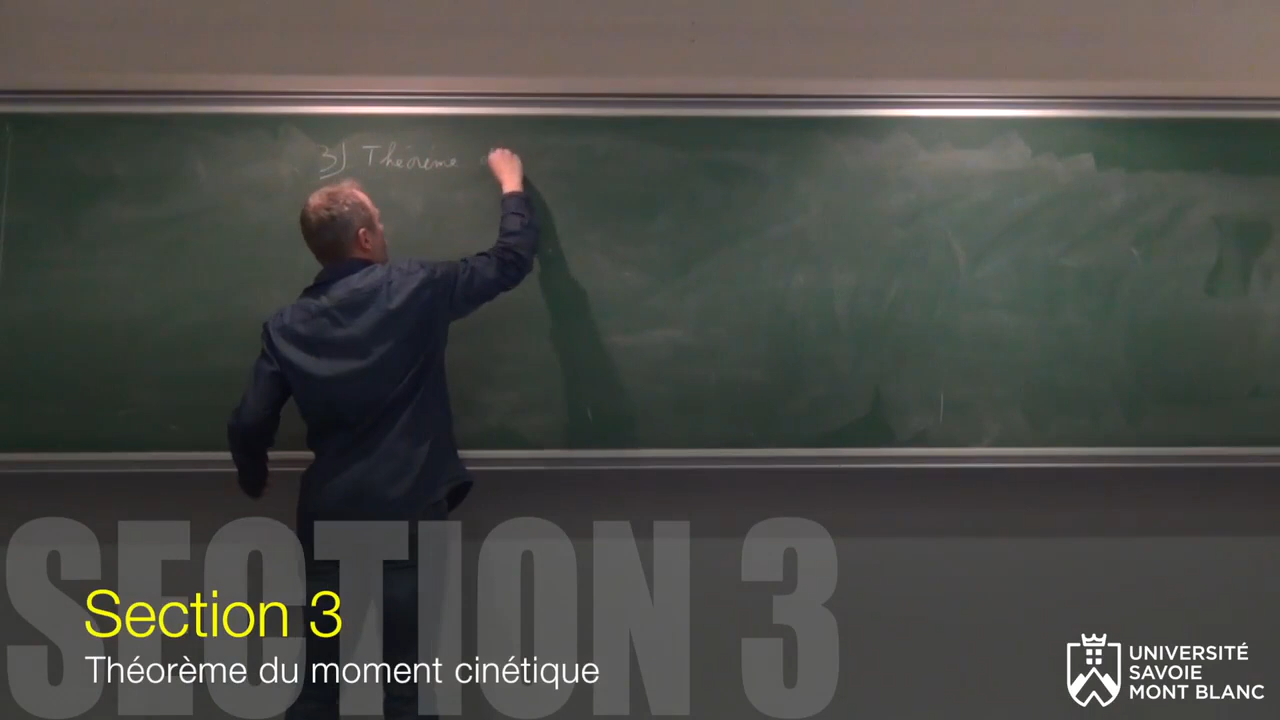 3) Théorème
SECTION 3
Section 3
Théorème du moment cinétique
UNIVERSITÉ
SAVOIE
MONT BLANC